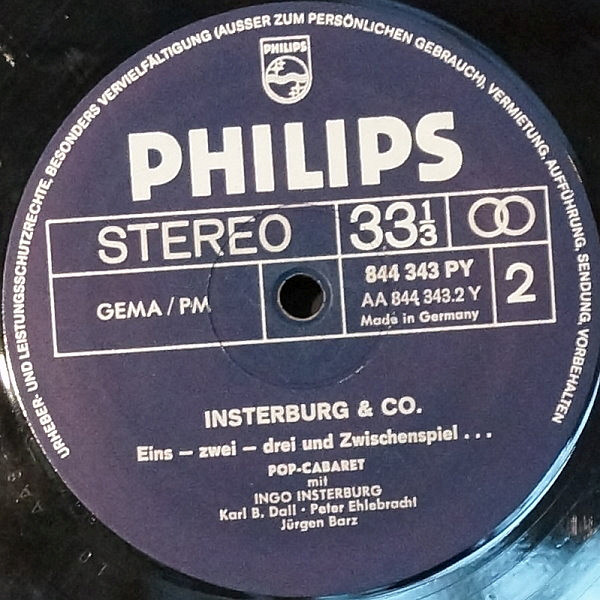 URHEBER- UND LEISTUNGSSCHUTZRECHTE, BESONDERS VERVIELFÄLTIGUNG (AUSSER ZUM PERSÖNLICHEN GEBRAUCH), VERMIETUNG, AUFFÜHRUNG, SENDUNG, VORBEHALTEN
PHILIPS
PHILIPS
STEREO
33 1/3
GEMA / PM
844 343 PY
AA 844 343.2 Y
Made in Germany
2
INSTERBURG & CO.
Eins – zwei – drei und Zwischenspiel . . .
POP-CABARET
mit
INGO INSTERBURG
Karl B. Dall · Peter Ehlebracht
Jürgen Barz